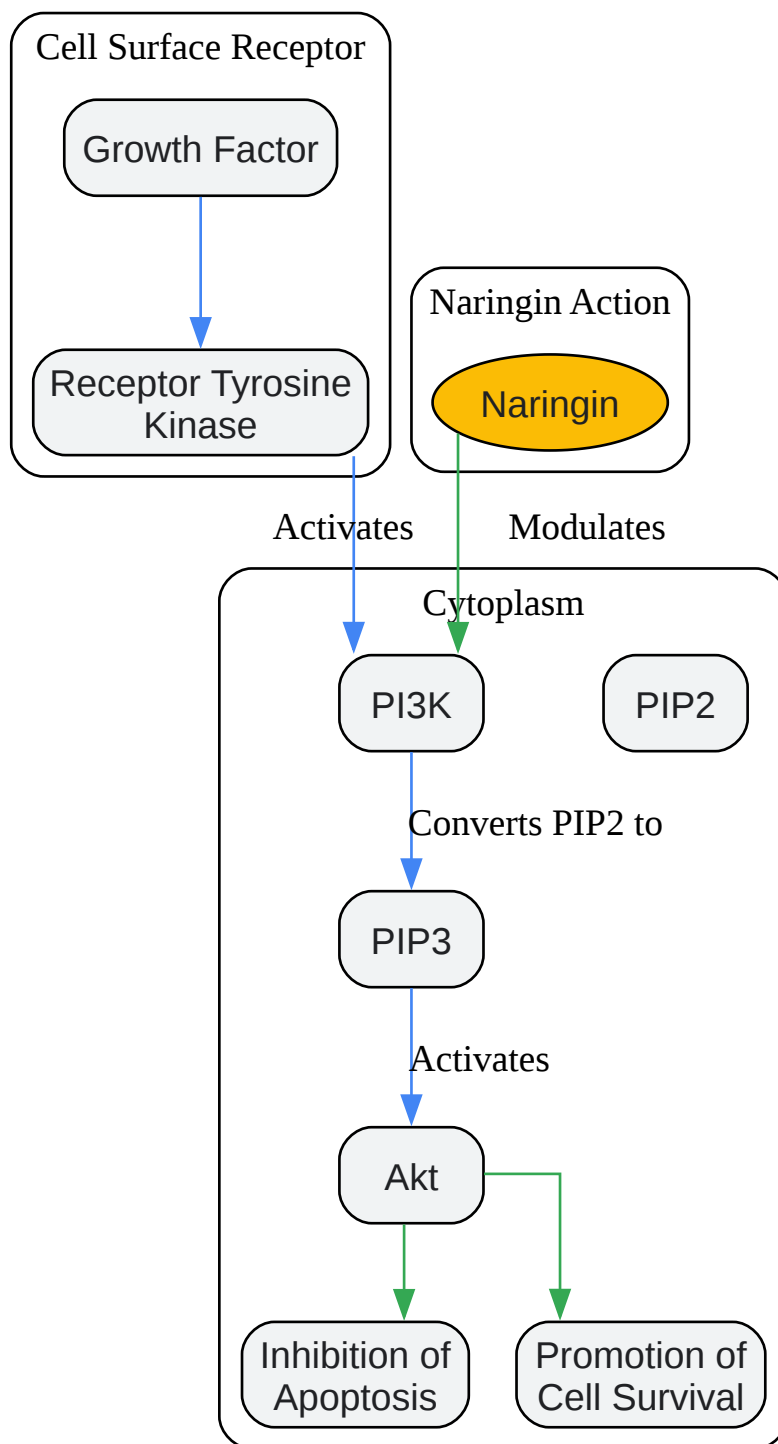 Cell Surface Receptor
Growth Factor
Receptor Tyrosine
Kinase
Naringin Action
Naringin
Activates
Modulates
Cytoplasm
PI3K
PIP2
Converts PIP2 to
PIP3
Activates
Akt
Inhibition of
Apoptosis
Promotion of
Cell Survival